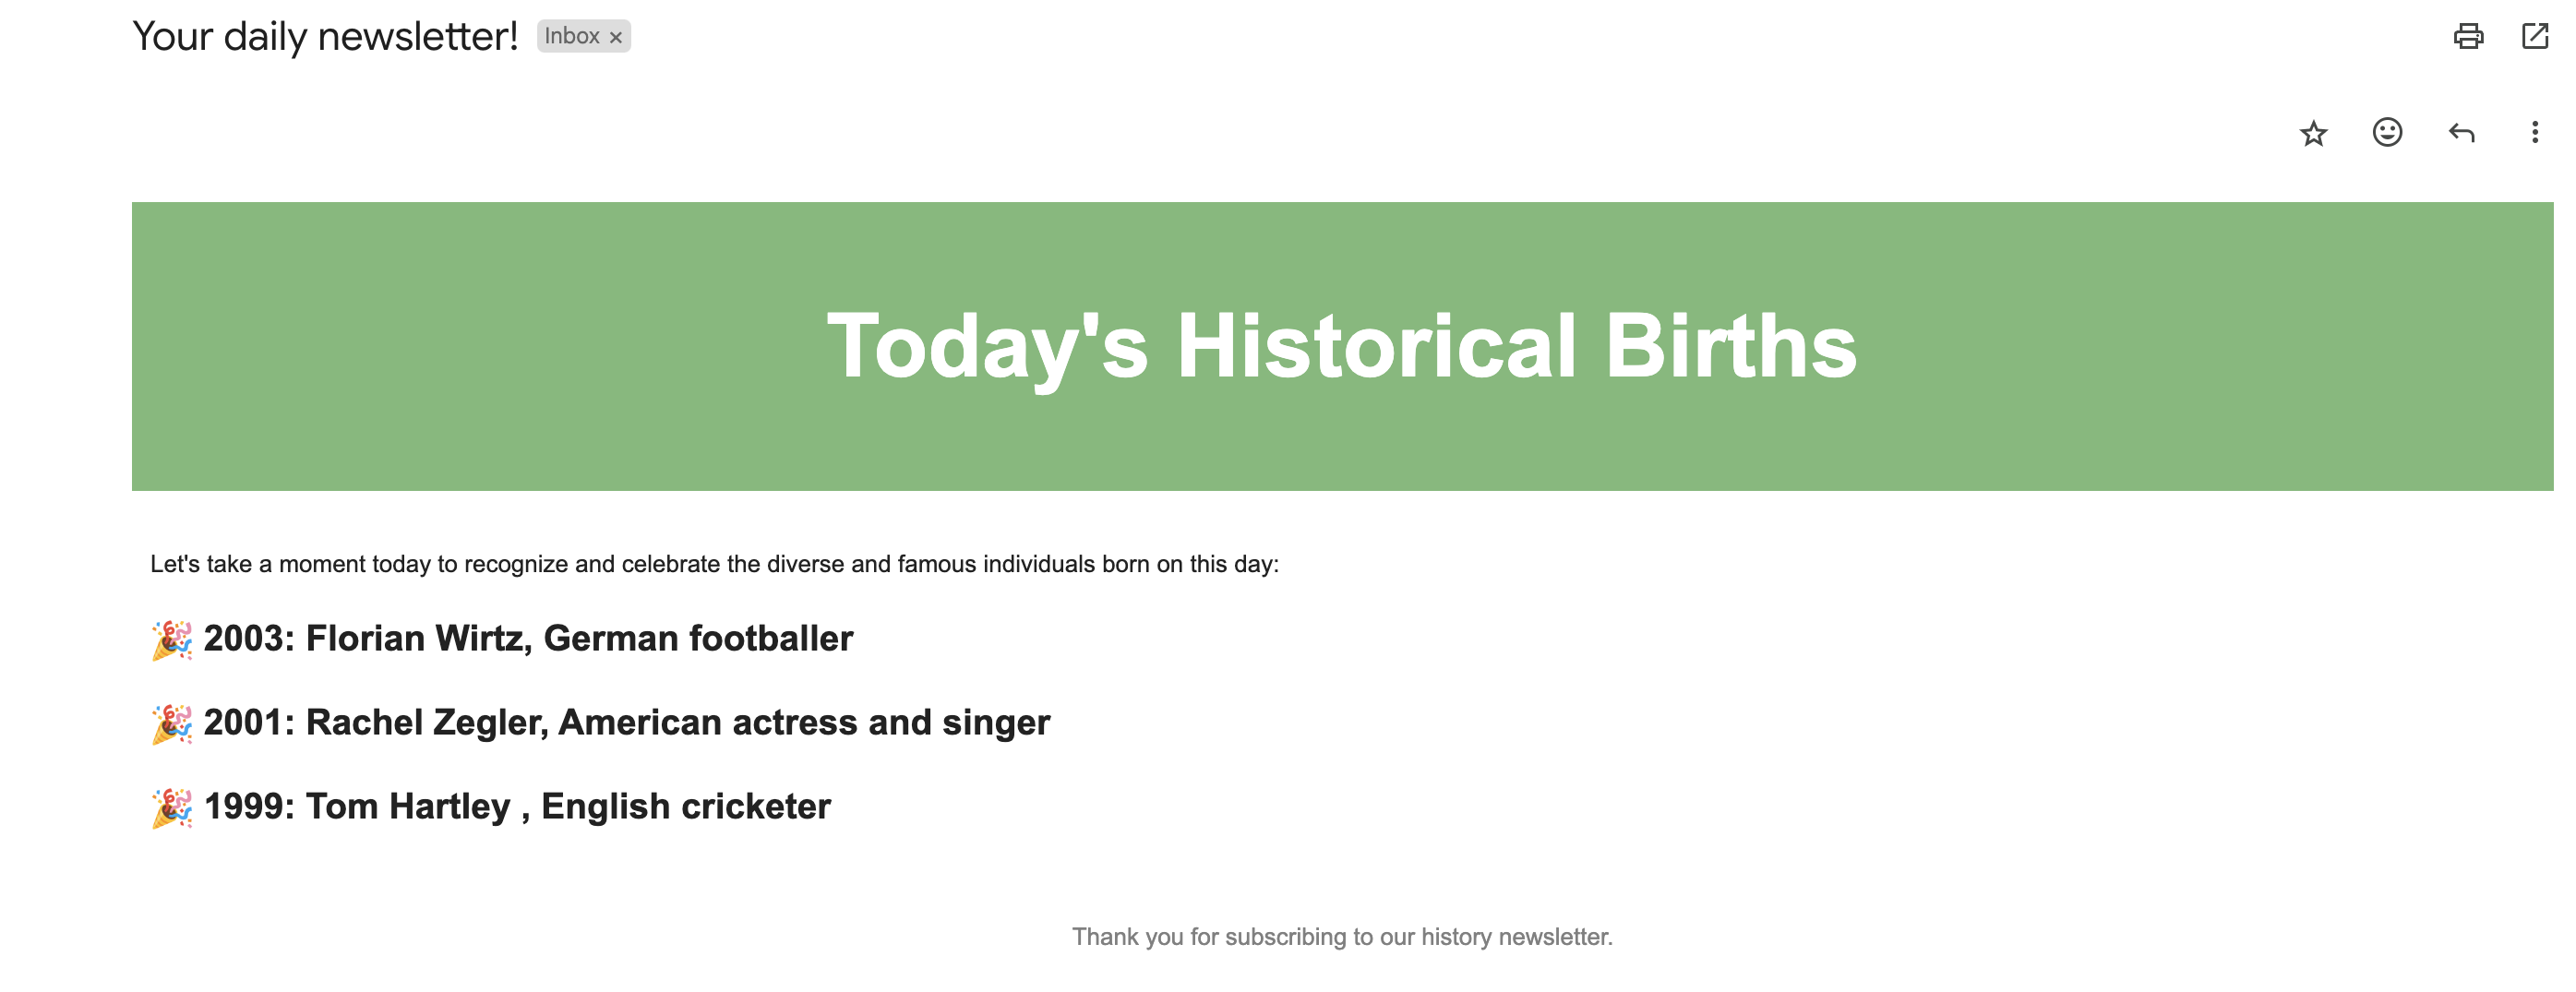 Your daily newsletter! Inbox ×
Today's Historical Births
Let's take a moment today to recognize and celebrate the diverse and famous individuals born on this day:
🎉 2003: Florian Wirtz, German footballer
🎉 2001: Rachel Zegler, American actress and singer
🎉 1999: Tom Hartley , English cricketer
Thank you for subscribing to our history newsletter.